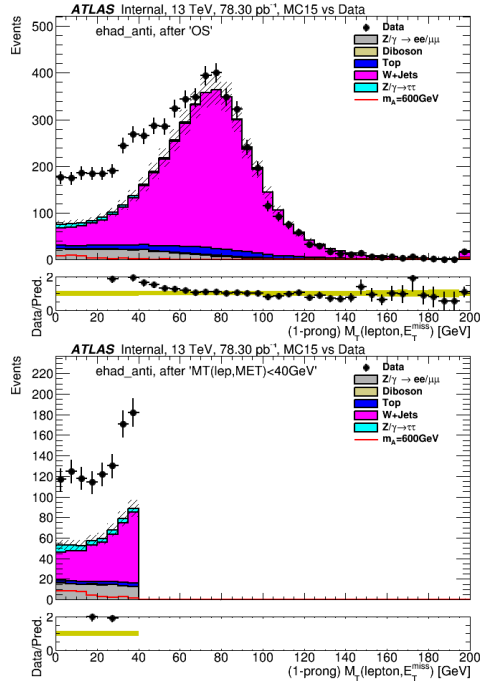 ATLAS Internal, 13 TeV, 78.30 pb⁻¹, MC15 vs Data
Events
ehad_anti, after 'OS'
Data
Z/γ → ee/μμ
Diboson
Top
W+Jets
Z/γ→ττ
m_A=600GeV
500
400
300
200
100
0
Data/Pred.
2
1
0
0 20 40 60 80 100 120 140 160 180 200
(1-prong) M_T(lepton,E_T^miss) [GeV]
ATLAS Internal, 13 TeV, 78.30 pb⁻¹, MC15 vs Data
Events
ehad_anti, after 'MT(lep,MET)<40GeV'
Data
Z/γ → ee/μμ
Diboson
Top
W+Jets
Z/γ→ττ
m_A=600GeV
220
200
180
160
140
120
100
80
60
40
20
0
Data/Pred.
2
1
0
0 20 40 60 80 100 120 140 160 180 200
(1-prong) M_T(lepton,E_T^miss) [GeV]